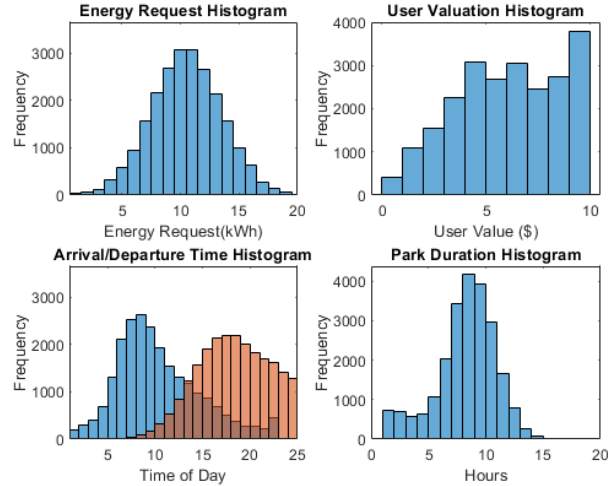 Energy Request Histogram
3000
2000
1000
0
Frequency
5 10 15 20
Energy Request(kWh)
User Valuation Histogram
4000
3000
2000
1000
0
Frequency
0 5 10
User Value ($)
Arrival/Departure Time Histogram
3000
2000
1000
0
Frequency
5 10 15 20 25
Time of Day
Park Duration Histogram
4000
3000
2000
1000
0
Frequency
0 5 10 15 20
Hours